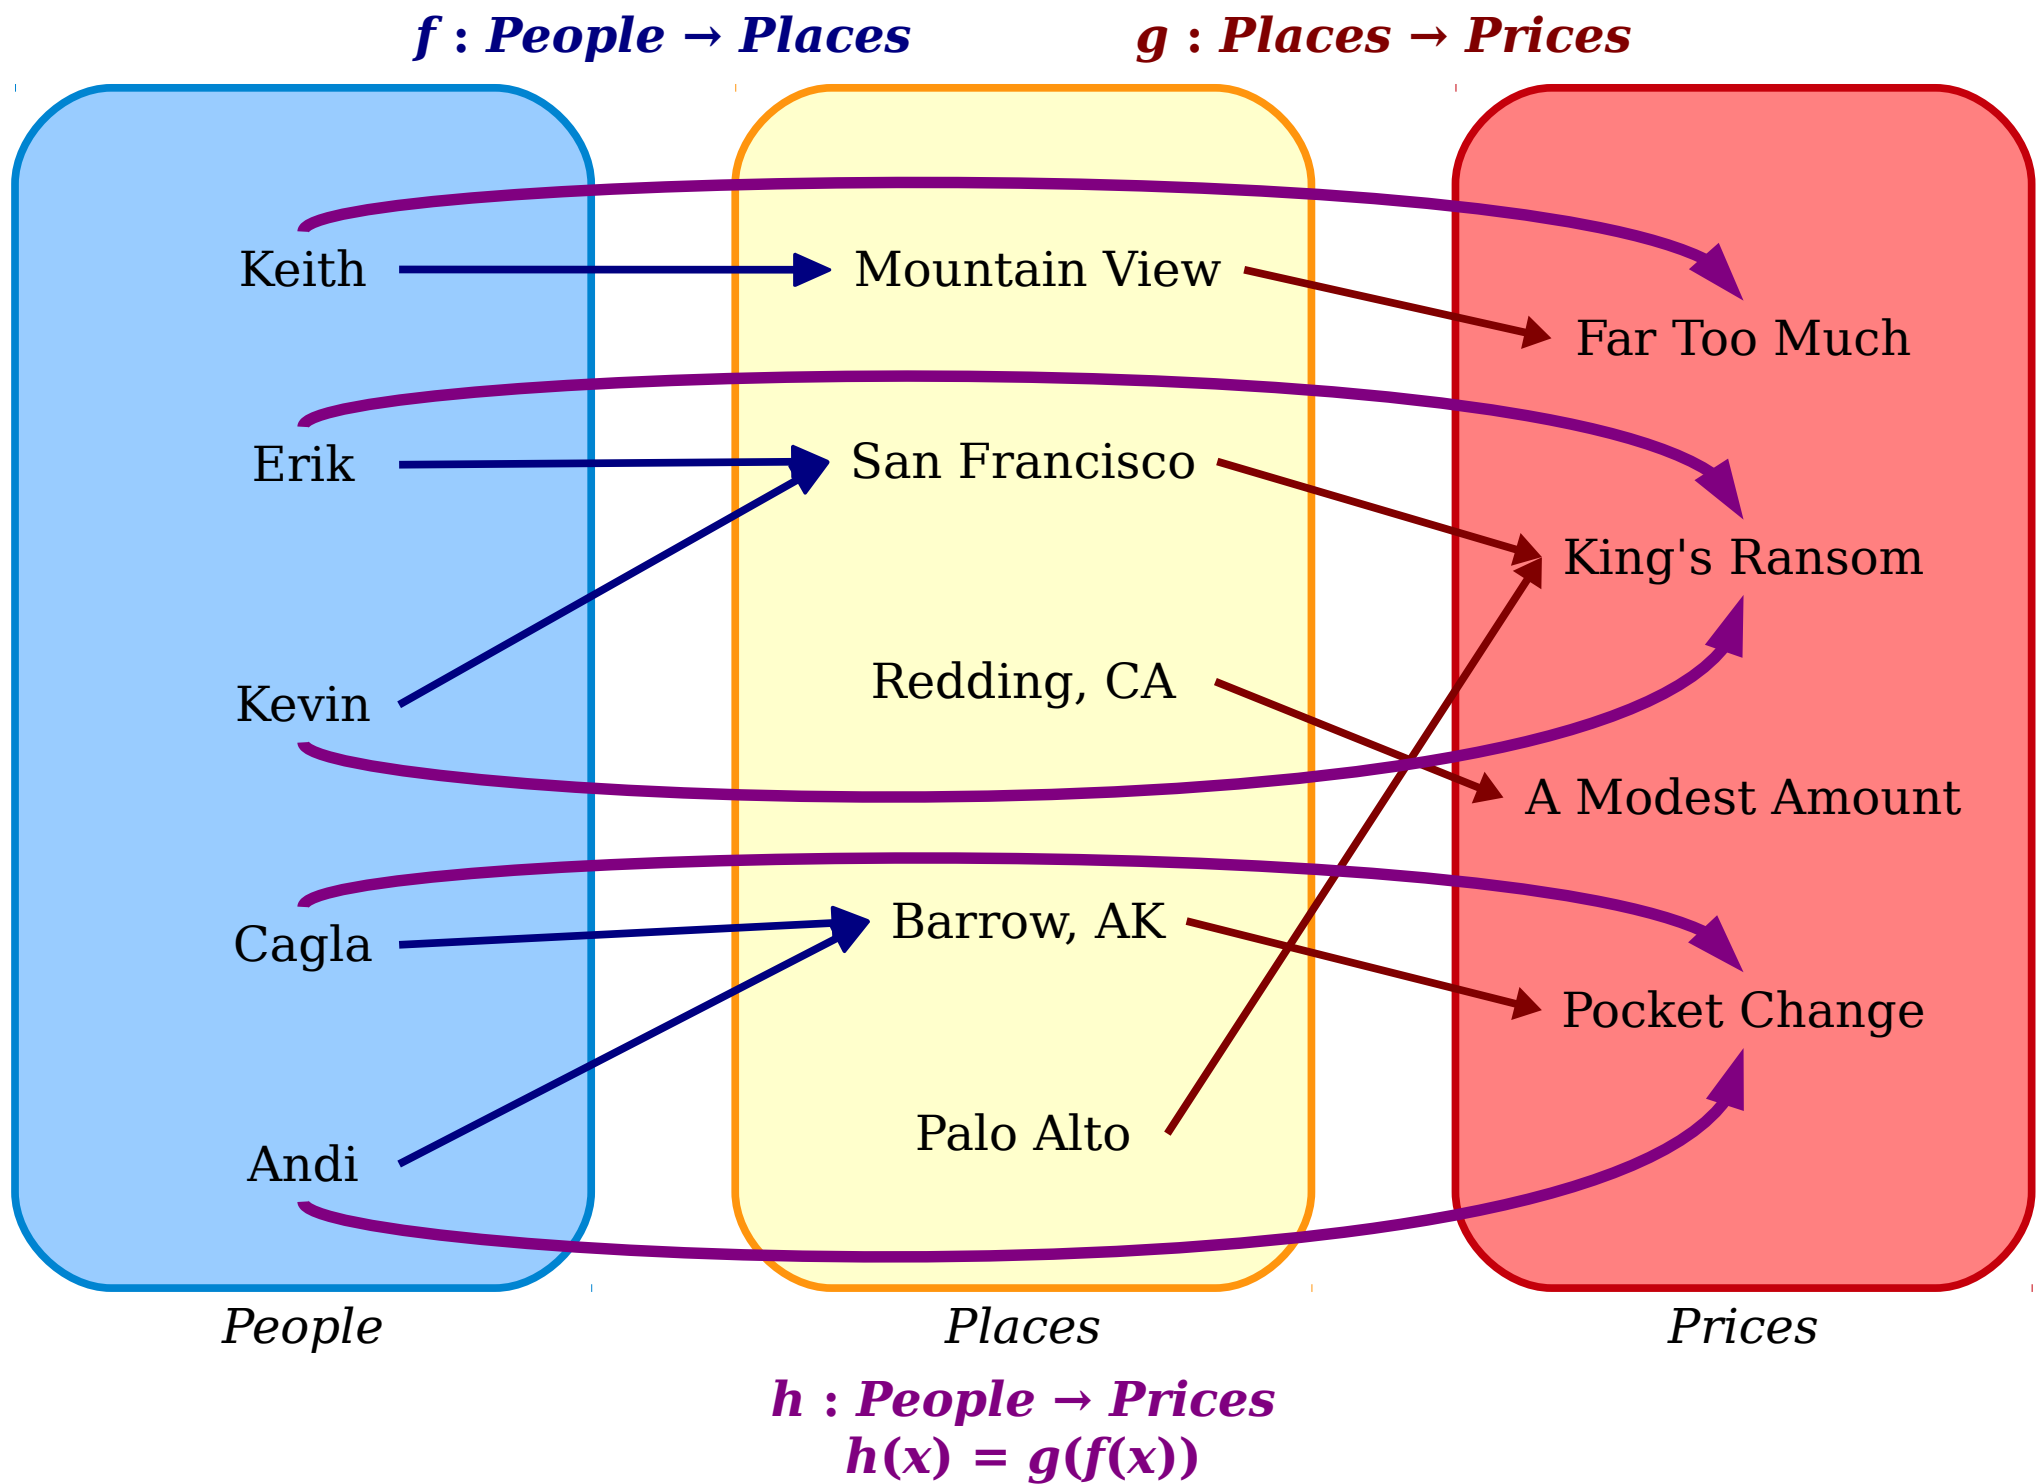 f : People → Places
g : Places → Prices
Keith
Mountain View
Far Too Much
Erik
San Francisco
King's Ransom
Kevin
Redding, CA
A Modest Amount
Cagla
Barrow, AK
Pocket Change
Andi
Palo Alto
People
Places
Prices
h : People → Prices
h(x) = g(f(x))